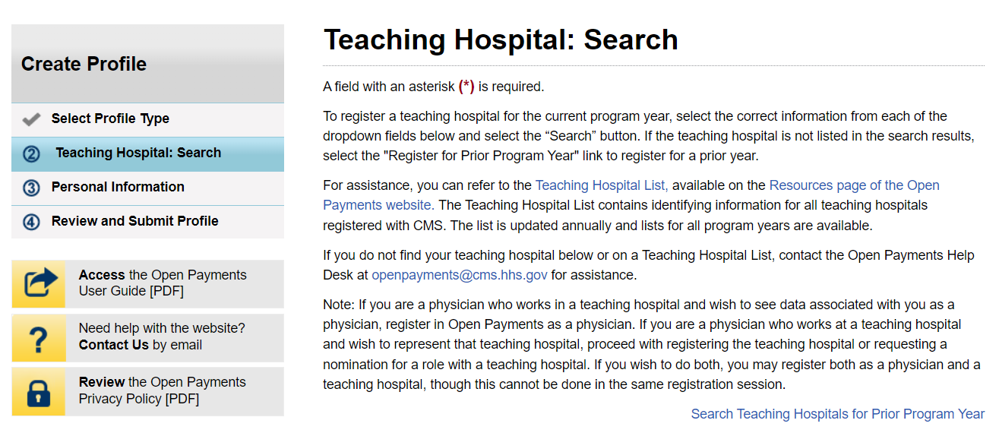 Create Profile
Select Profile Type
2 Teaching Hospital: Search
3 Personal Information
4 Review and Submit Profile
Access the Open Payments
User Guide [PDF]
?
Need help with the website?
Contact Us by email
Review the Open Payments
Privacy Policy [PDF]
Teaching Hospital: Search
A field with an asterisk (*) is required.
To register a teaching hospital for the current program year, select the correct information from each of the
dropdown fields below and select the “Search” button. If the teaching hospital is not listed in the search results,
select the "Register for Prior Program Year" link to register for a prior year.
For assistance, you can refer to the Teaching Hospital List, available on the Resources page of the Open
Payments website. The Teaching Hospital List contains identifying information for all teaching hospitals
registered with CMS. The list is updated annually and lists for all program years are available.
If you do not find your teaching hospital below or on a Teaching Hospital List, contact the Open Payments Help
Desk at openpayments@cms.hhs.gov for assistance.
Note: If you are a physician who works in a teaching hospital and wish to see data associated with you as a
physician, register in Open Payments as a physician. If you are a physician who works at a teaching hospital
and wish to represent that teaching hospital, proceed with registering the teaching hospital or requesting a
nomination for a role with a teaching hospital. If you wish to do both, you may register both as a physician and a
teaching hospital, though this cannot be done in the same registration session.
Search Teaching Hospitals for Prior Program Year